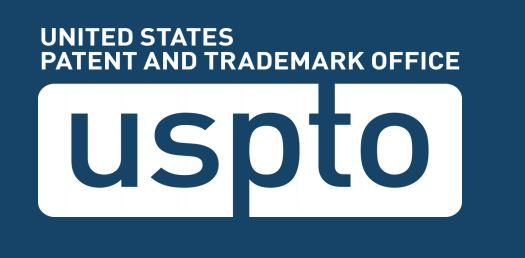 UNITED STATES
PATENT AND TRADEMARK OFFICE
uspto